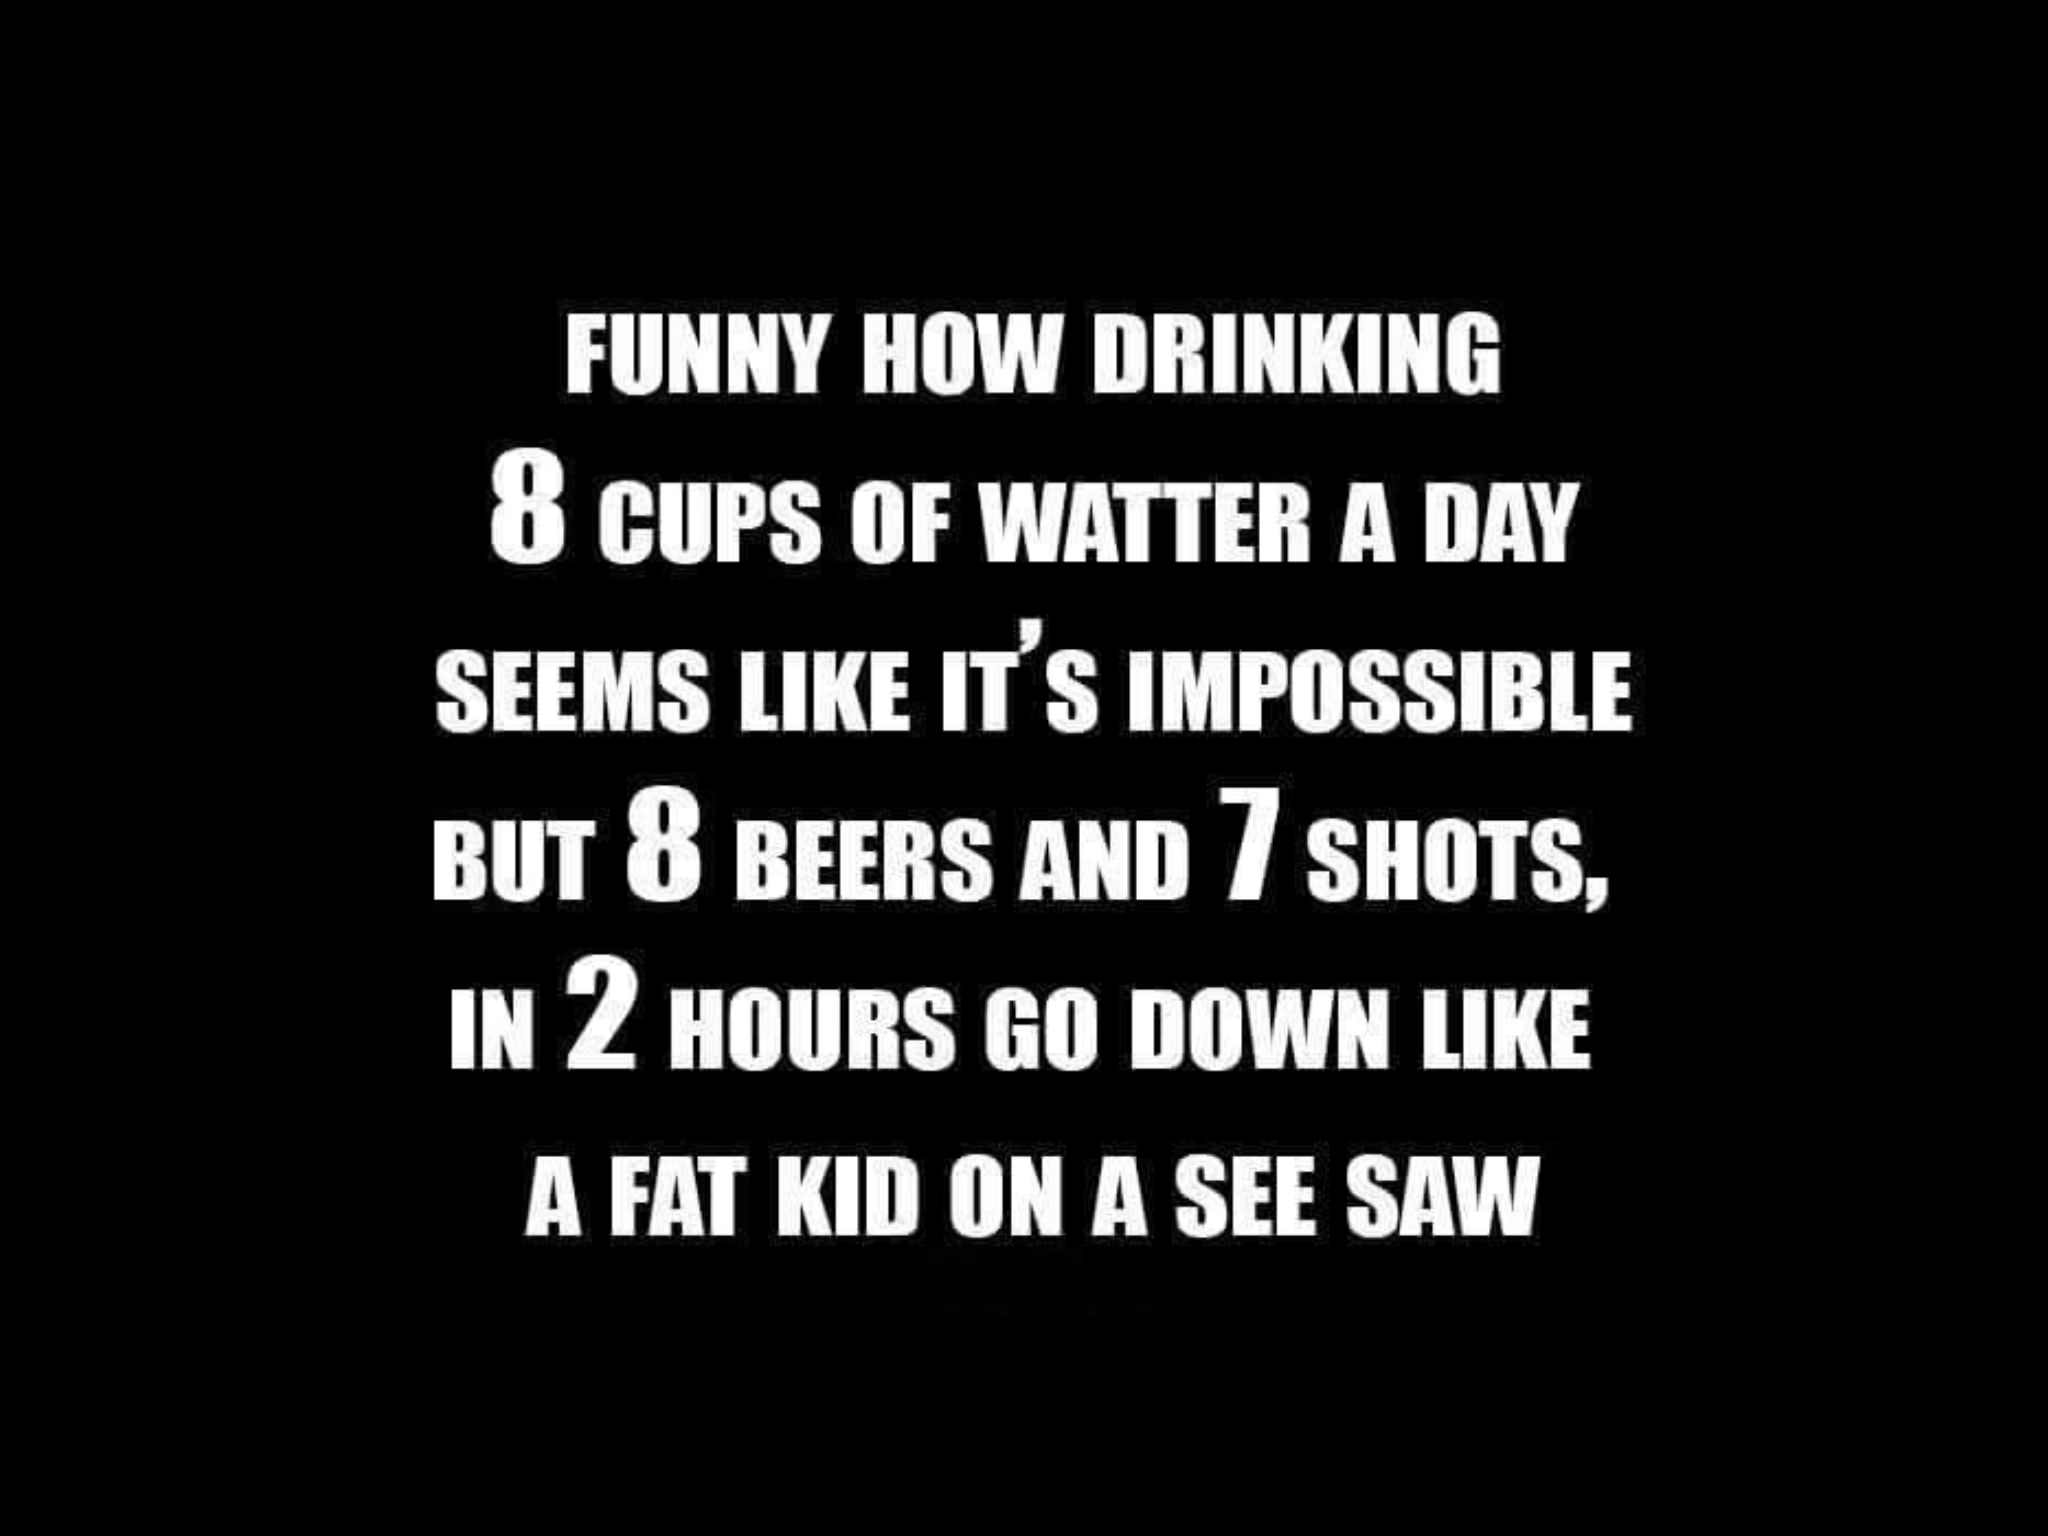 FUNNY HOW DRINKING
8 CUPS OF WATTER A DAY
SEEMS LIKE IT'S IMPOSSIBLE
BUT 8 BEERS AND 7 SHOTS,
IN 2 HOURS GO DOWN LIKE
A FAT KID ON A SEE SAW